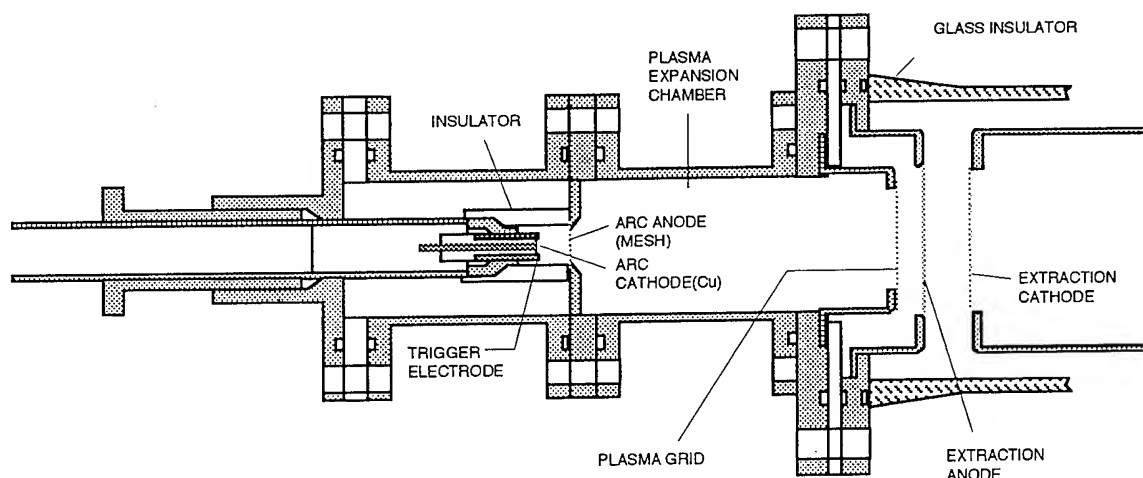 GLASS INSULATOR
PLASMA
EXPANSION
CHAMBER
INSULATOR
ARC ANODE
(MESH)
ARC
CATHODE(Cu)
EXTRACTION
CATHODE
TRIGGER
ELECTRODE
PLASMA GRID
EXTRACTION
ANODE